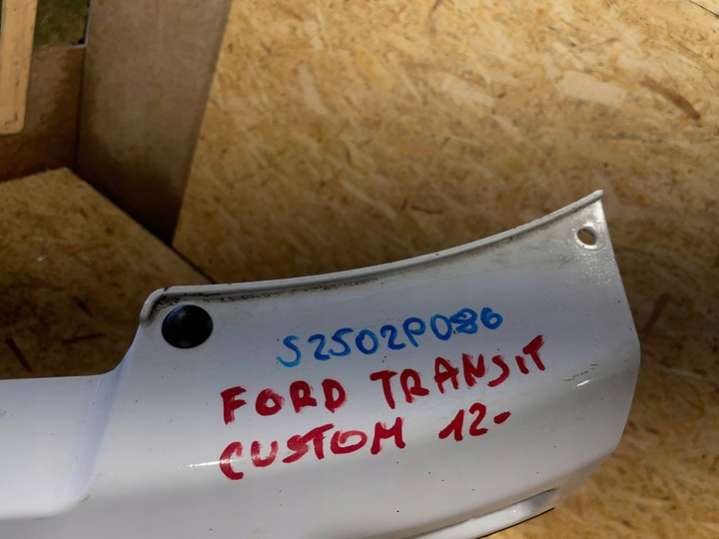 S2502P086
FORD TRANSIT
CUSTOM 12-